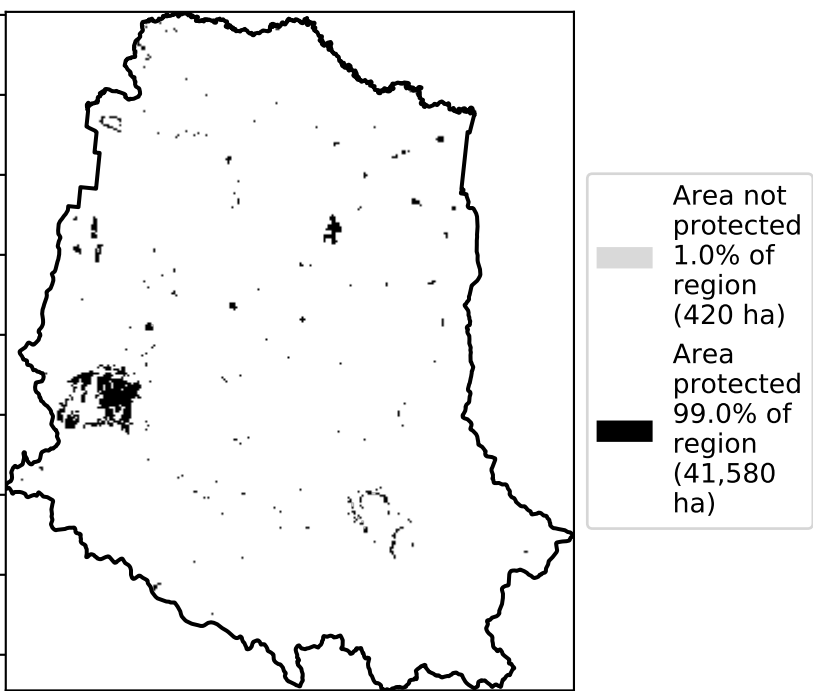 Area not
protected
1.0% of
region
(420 ha)
Area
protected
99.0% of
region
(41,580
ha)